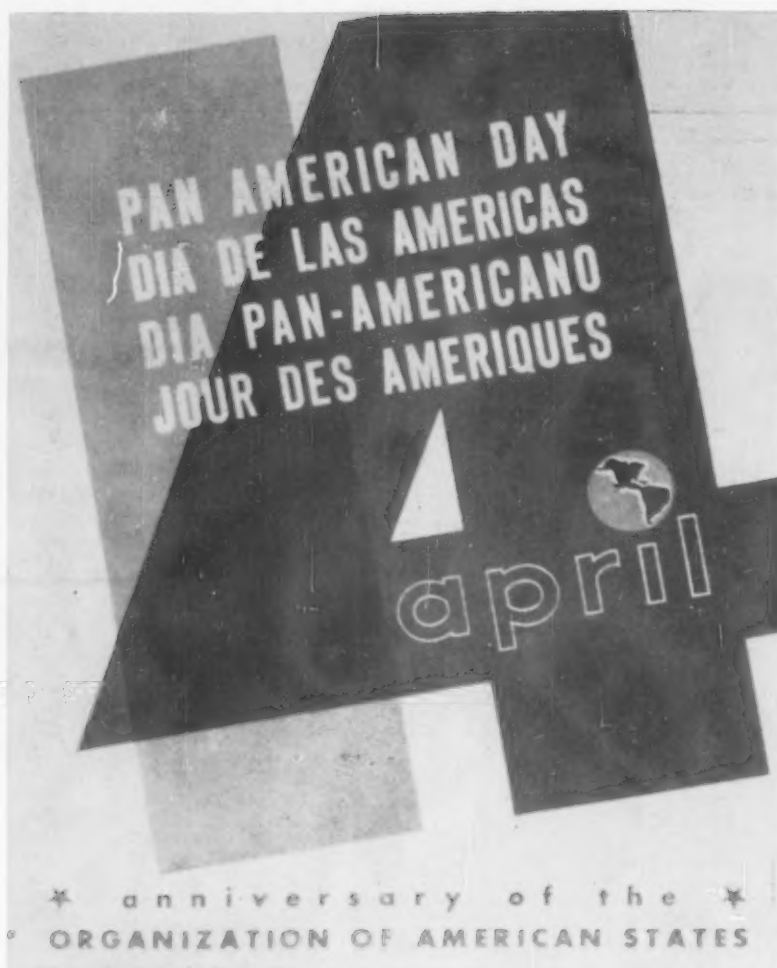 14
PAN AMERICAN DAY
DIA DE LAS AMERICAS
DIA PAN-AMERICANO
JOUR DES AMERIQUES
april
★ anniversary of the ★
ORGANIZATION OF AMERICAN STATES